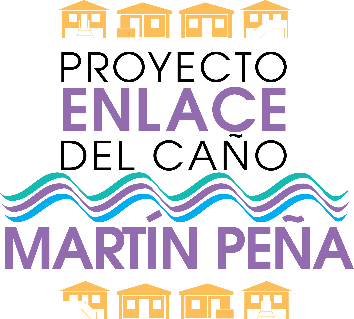 PROYECTO
ENLACE
DEL CAÑO
MARTÍN PEÑA